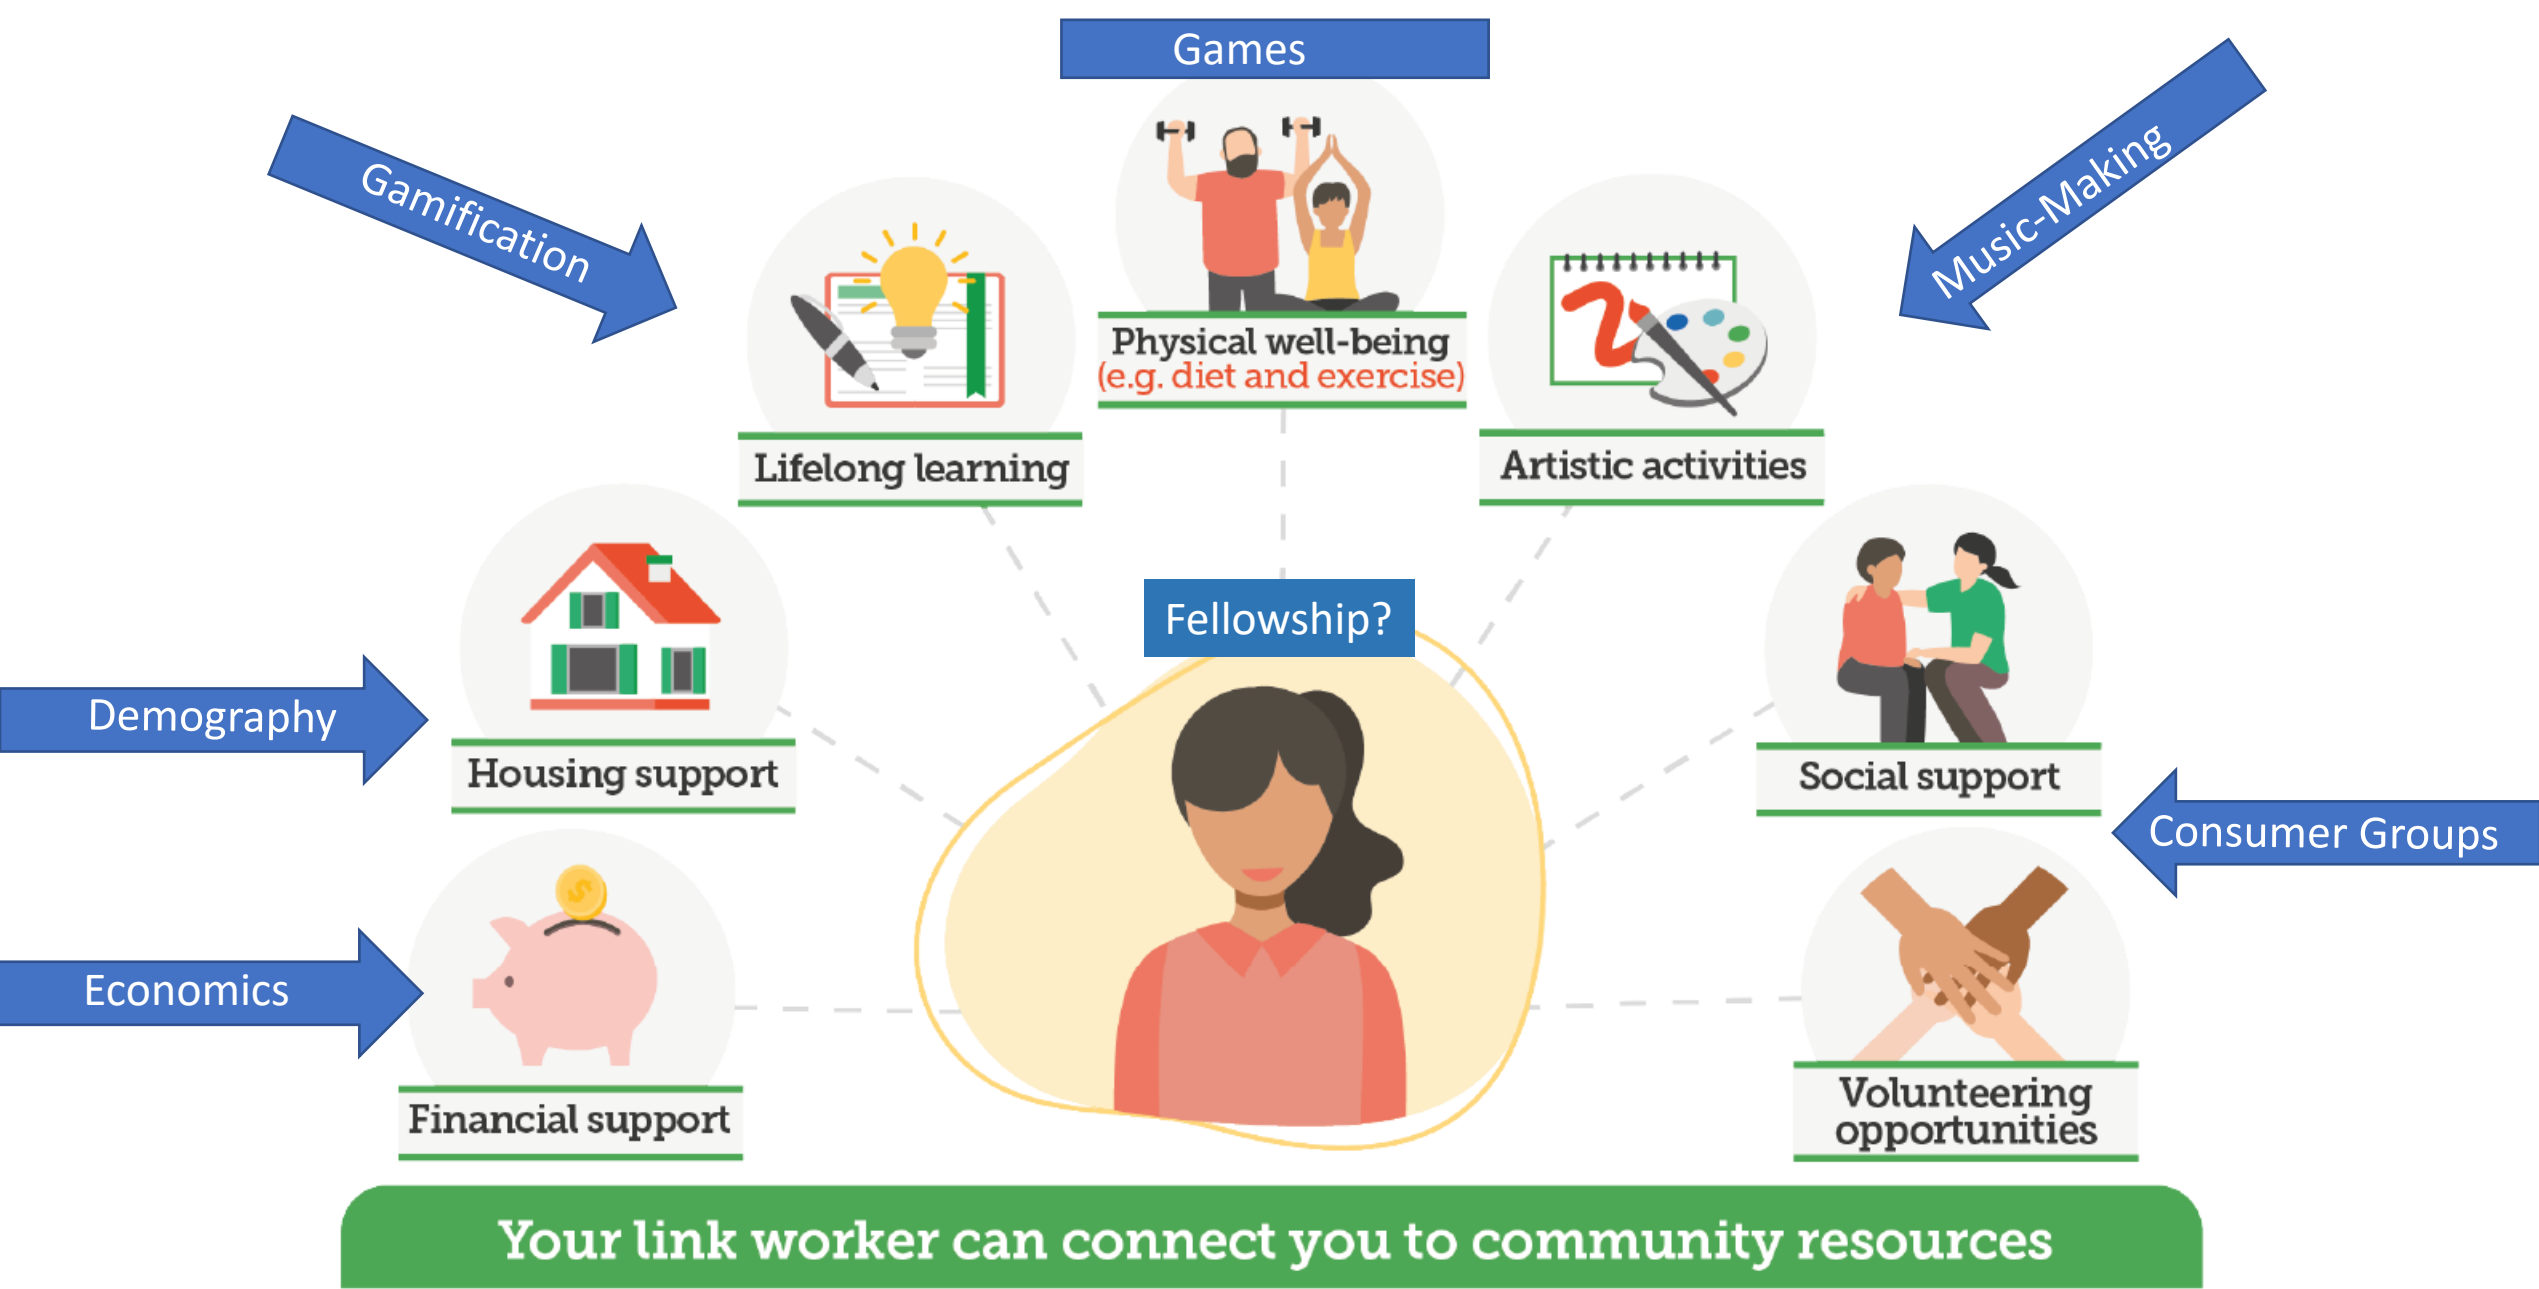 Games
Gamification
Music-Making
Physical well-being
(e.g. diet and exercise)
Lifelong learning
Artistic activities
Fellowship?
Demography
Housing support
Social support
Consumer Groups
Economics
Financial support
Volunteering
opportunities
Your link worker can connect you to community resources